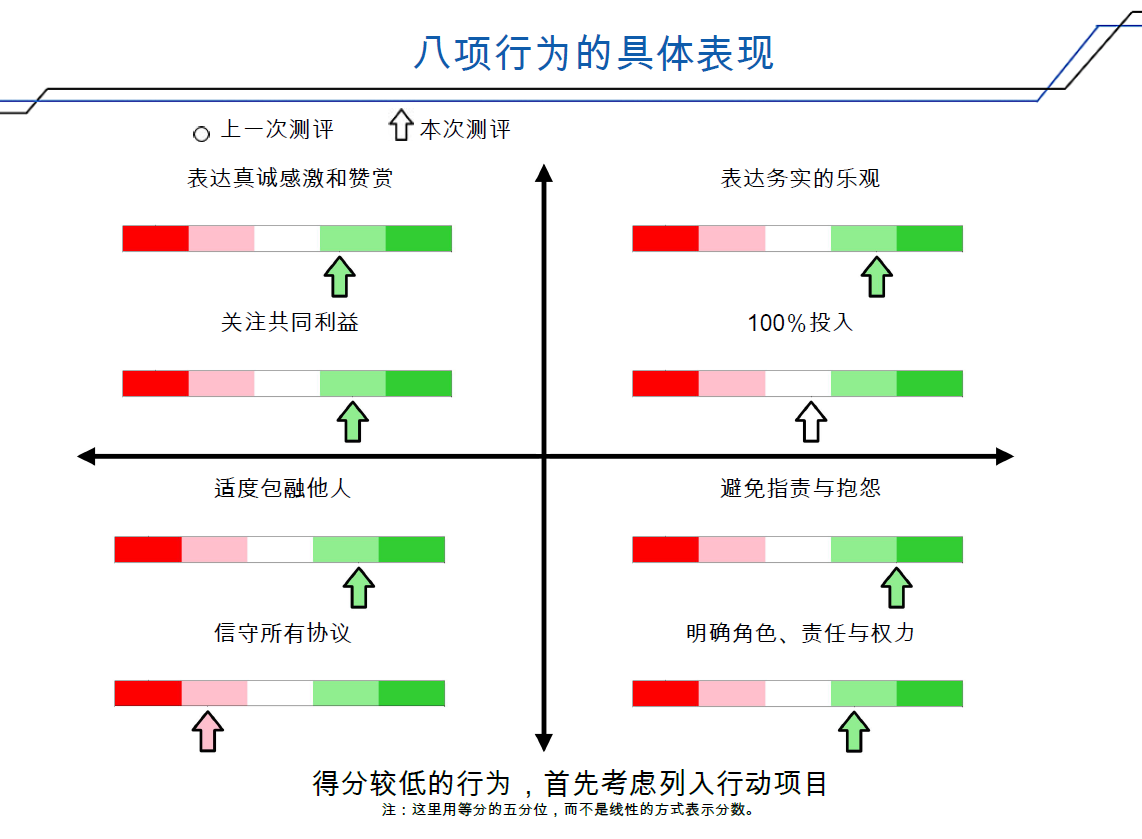 八项行为的具体表现
上一次测评 本次测评
表达真诚感激和赞赏
表达务实的乐观
关注共同利益
100%投入
适度包融他人
避免指责与抱怨
信守所有协议
明确角色、责任与权力
得分较低的行为，首先考虑列入行动项目
注：这里用等分的五分位，而不是线性的方式表示分数。